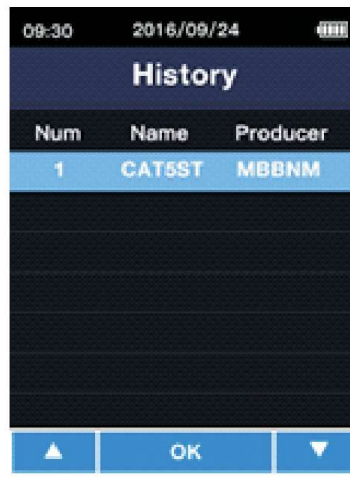 09:30 2016/09/24
History
Num Name Producer
1 CAT5ST MBBNM
OK